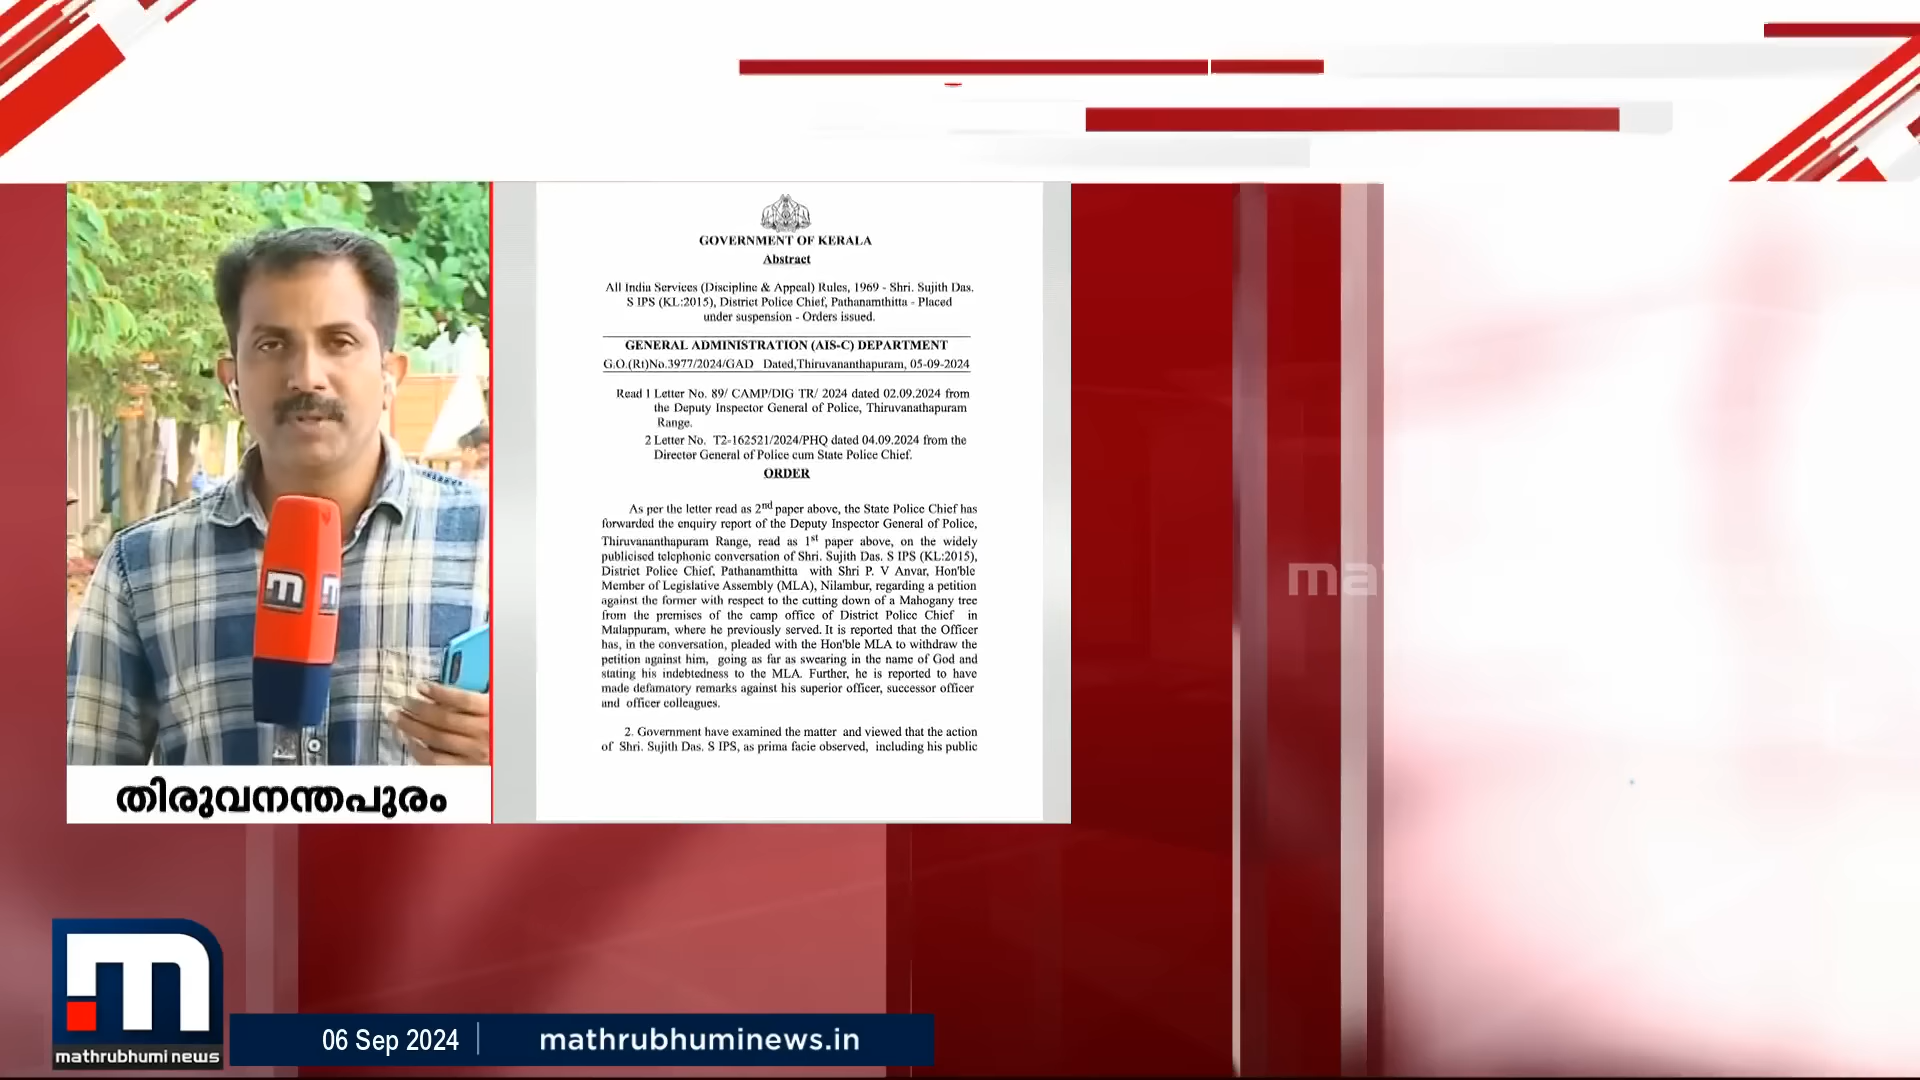 GOVERNMENT OF KERALA
Abstract
All India Services (Discipline & Appeal) Rules, 1969 - Shri. Sujith Das.
S IPS (KL:2015), District Police Chief, Pathanamthitta - Placed
under suspension - Orders issued.
GENERAL ADMINISTRATION (AIS-C) DEPARTMENT
G.O.(Rt)No.3977/2024/GAD Dated,Thiruvananthapuram, 05-09-2024
Read 1 Letter No. 89/ CAMP/DIG TR/ 2024 dated 02.09.2024 from
the Deputy Inspector General of Police, Thiruvanathapuram
Range.
2 Letter No. T2-162521/2024/PHQ dated 04.09.2024 from the
Director General of Police cum State Police Chief.
ORDER
As per the letter read as 2nd paper above, the State Police Chief has
forwarded the enquiry report of the Deputy Inspector General of Police,
Thiruvananthapuram Range, read as 1st paper above, on the widely
publicised telephonic conversation of Shri. Sujith Das. S IPS (KL:2015),
District Police Chief, Pathanamthitta with Shri P. V Anvar, Hon'ble
Member of Legislative Assembly (MLA), Nilambur, regarding a petition
against the former with respect to the cutting down of a Mahogany tree
from the premises of the camp office of District Police Chief in
Malappuram, where he previously served. It is reported that the Officer
has, in the conversation, pleaded with the Hon'ble MLA to withdraw the
petition against him, going as far as swearing in the name of God and
stating his indebtedness to the MLA. Further, he is reported to have
made defamatory remarks against his superior officer, successor officer
and officer colleagues.
2. Government have examined the matter and viewed that the action
of Shri. Sujith Das. S IPS, as prima facie observed, including his public
തിരുവനന്തപുരം
ma
m
mathrubhumi news
06 Sep 2024
mathrubhuminews.in